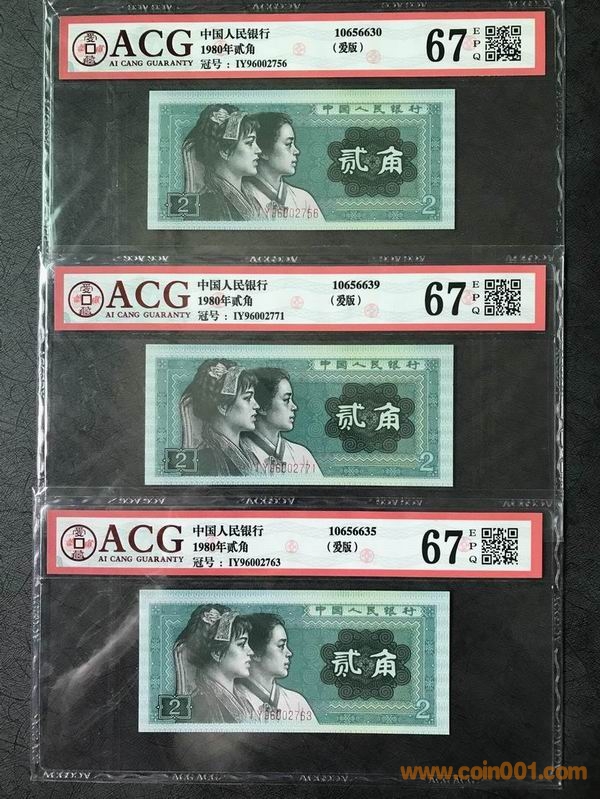 ACG
AI CANG GUARANTY
中国人民银行
1980年贰角
冠号：IY96002756
10656630
(爱版)
67
EPQ
中国人民银行
贰角
IY96002756
2
2
ACG
AI CANG GUARANTY
中国人民银行
1980年贰角
冠号：IY96002771
10656639
(爱版)
67
EPQ
中国人民银行
贰角
IY96002771
2
2
ACG
AI CANG GUARANTY
中国人民银行
1980年贰角
冠号：IY96002763
10656635
(爱版)
67
EPQ
中国人民银行
贰角
IY96002763
2
2
www.coin001.com